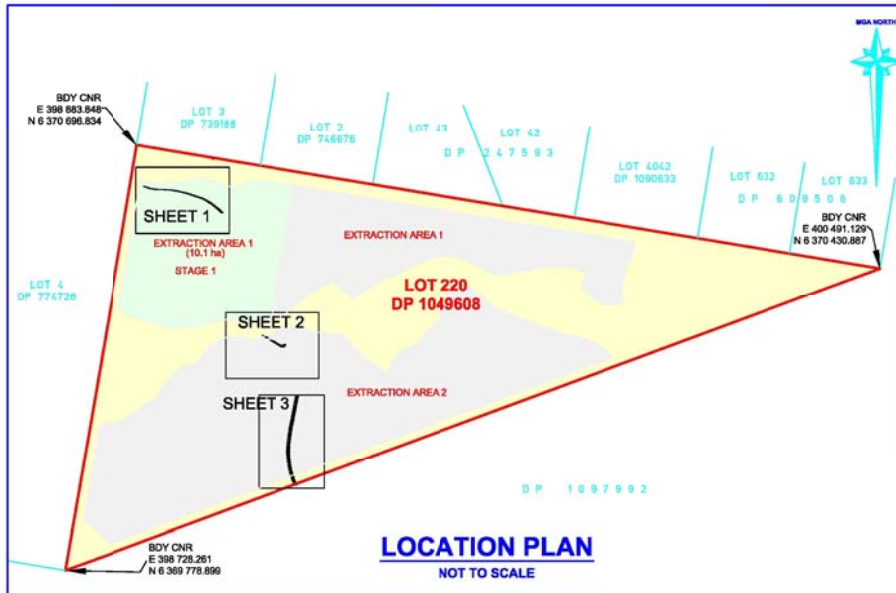 MGA NORTH
BDY CNR
E 398 883.848
N 6 370 696.834
LOT 3
DP 739188
LOT 2
DP 746676
LOT 43
LOT 42
D P 247593
LOT 4042
DP 1090633
LOT 632
LOT 633
D P 609506
BDY CNR
E 400 491.129
N 6 370 430.887
SHEET 1
EXTRACTION AREA 1
(10.1 ha)
STAGE 1
EXTRACTION AREA 1
LOT 4
DP 774726
LOT 220
DP 1049608
SHEET 2
SHEET 3
EXTRACTION AREA 2
D P 1097992
BDY CNR
E 398 728.261
N 6 369 778.899
LOCATION PLAN
NOT TO SCALE